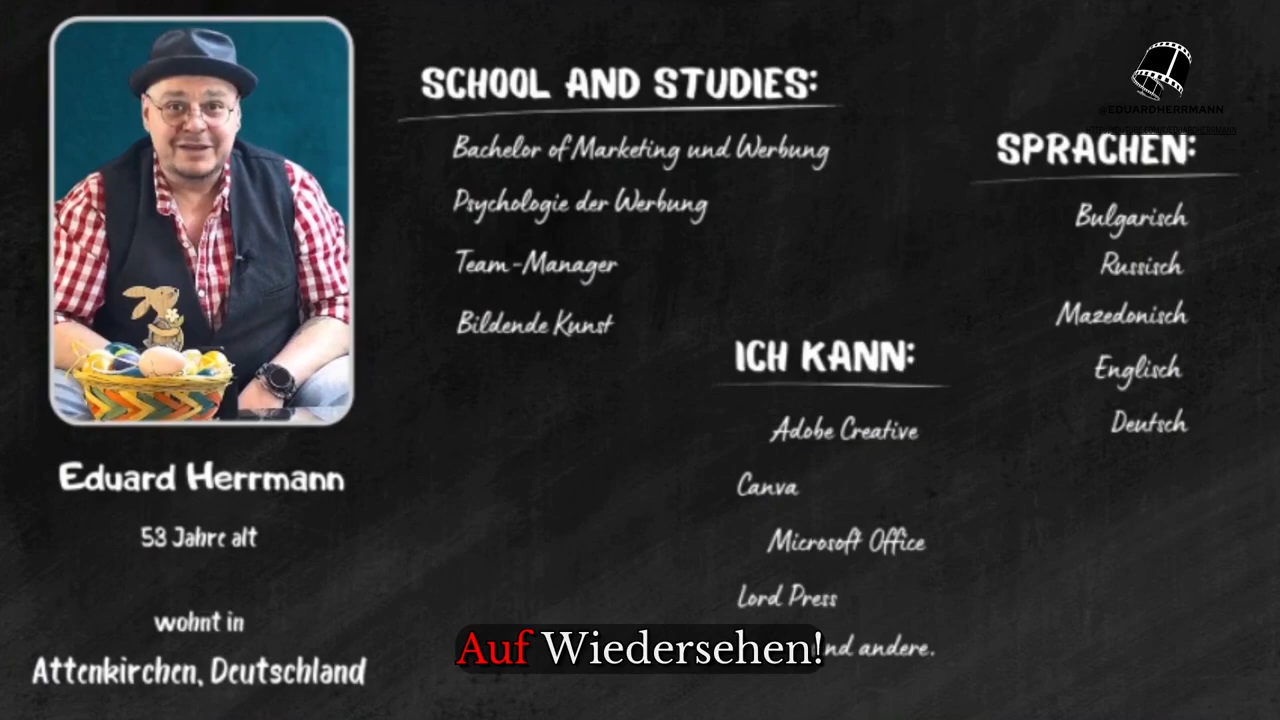 SCHOOL AND STUDIES:
Bachelor of Marketing und Werbung
Psychologie der Werbung
Team-Manager
Bildende Kunst
@EDUARDHERRMANN
SPRACHEN:
Bulgarisch
Russisch
Mazedonisch
Englisch
Deutsch
ICH KANN:
Adobe Creative
Canva
Microsoft Office
Lord Press
andere.
Eduard Herrmann
53 Jahre alt
wohnt in
Attenkirchen, Deutschland
Auf Wiedersehen!